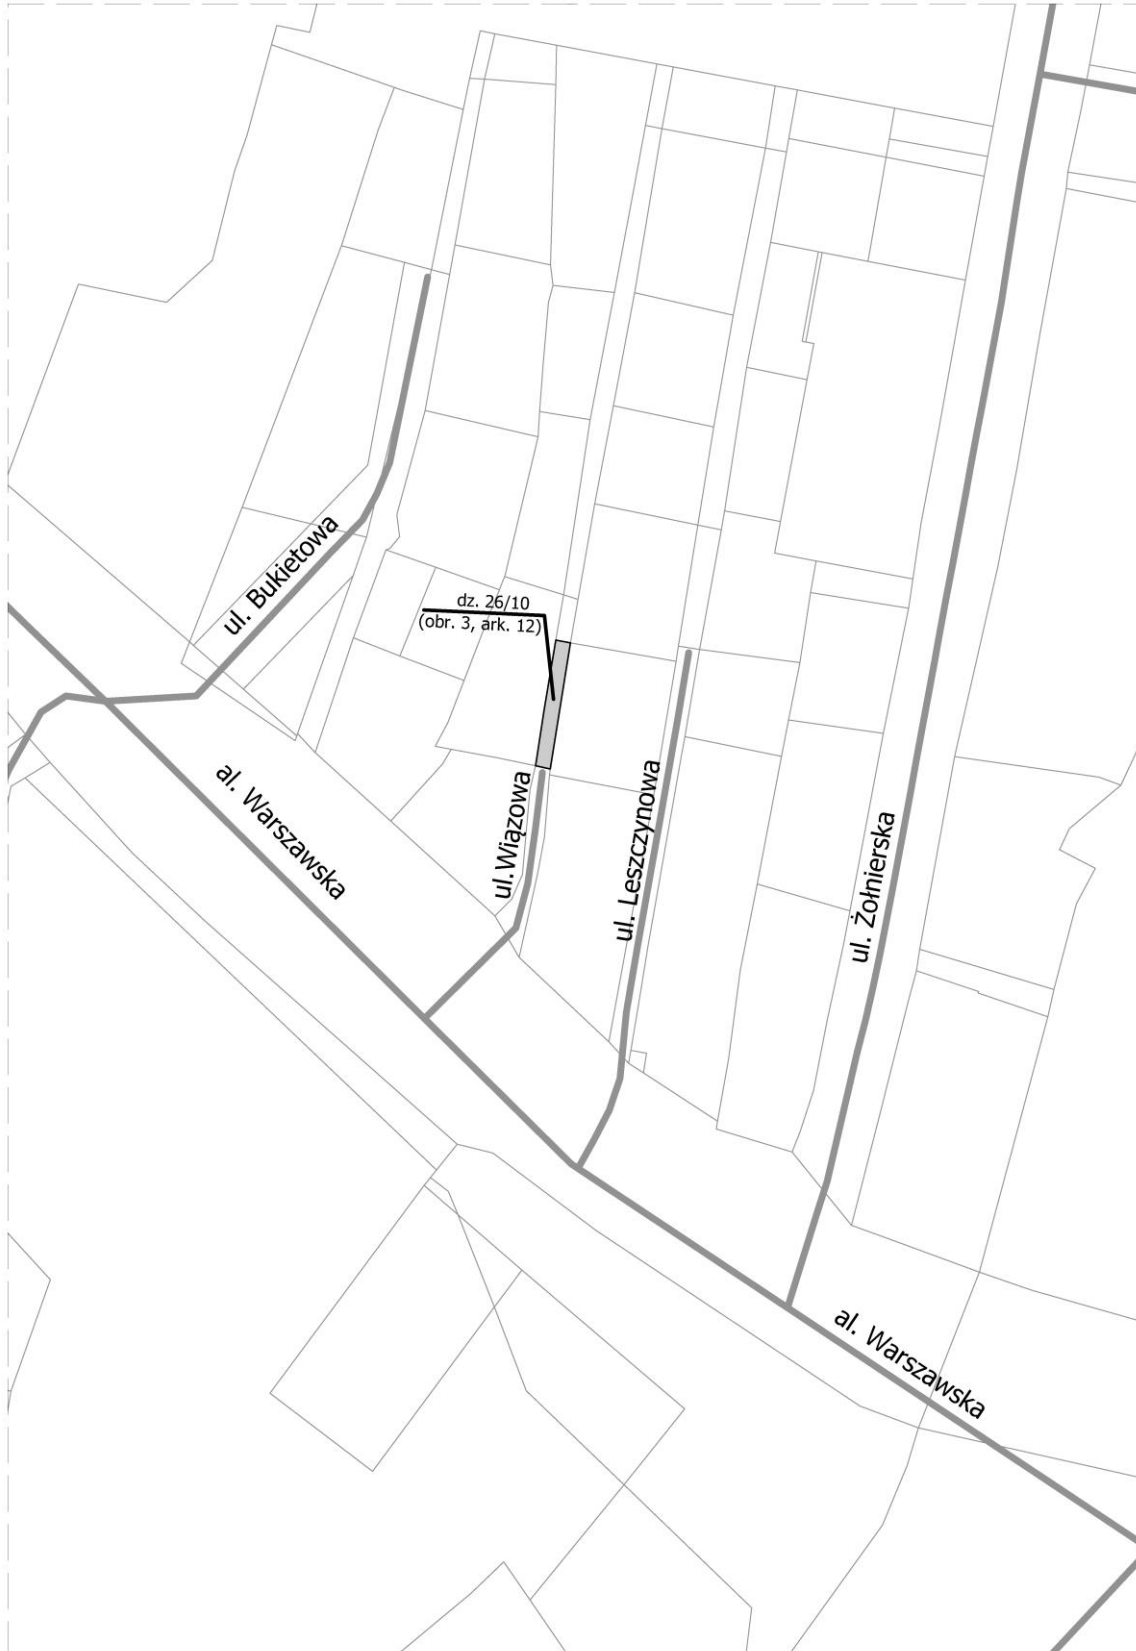 ul. Bukietowa
dz. 26/10
(obr. 3, ark. 12)
al. Warszawska
ul.Wiązowa
ul. Leszczynowa
ul. Żołnierska
al. Warszawska